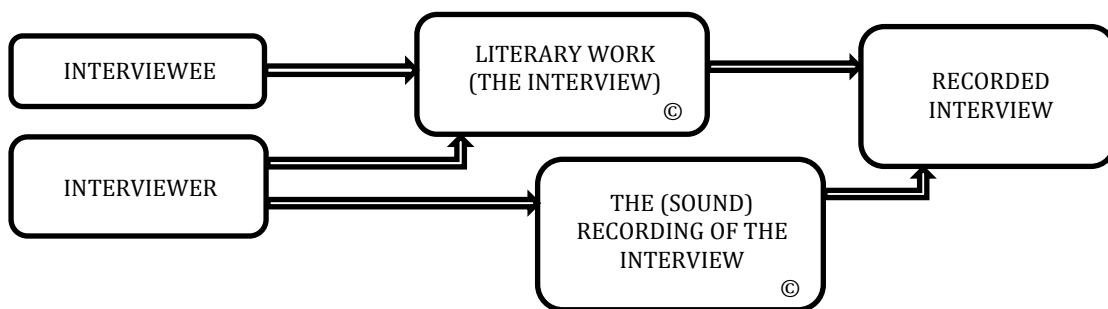 INTERVIEWEE
LITERARY WORK
(THE INTERVIEW)
©
RECORDED
INTERVIEW
INTERVIEWER
THE (SOUND)
RECORDING OF THE
INTERVIEW
©